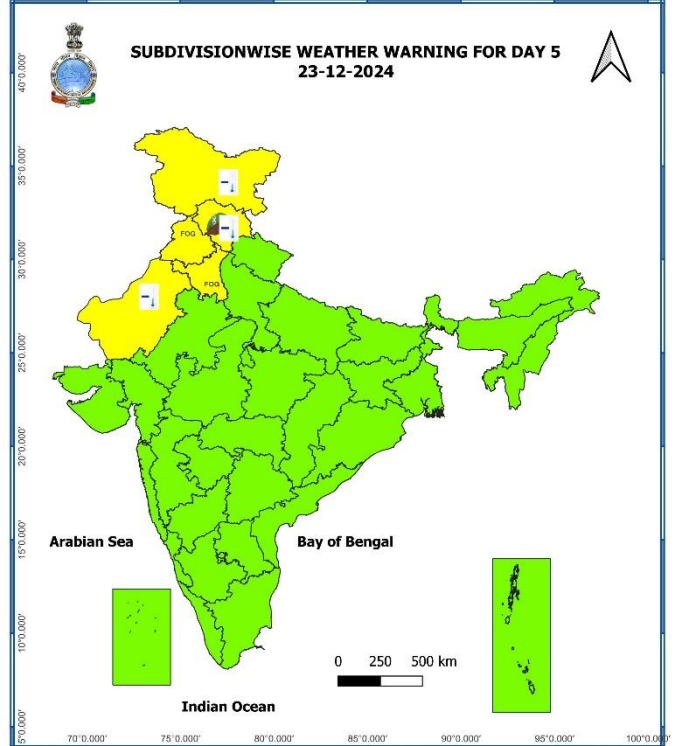 SUBDIVISIONWISE WEATHER WARNING FOR DAY 5
23-12-2024
40°0.000'
35°0.000'
30°0.000'
25°0.000'
20°0.000'
15°0.000'
10°0.000'
5°0.000'
FOG
FOG
Arabian Sea
Bay of Bengal
0 250 500 km
Indian Ocean
70°0.000' 75°0.000' 80°0.000' 85°0.000' 90°0.000' 95°0.000' 100°0.000'